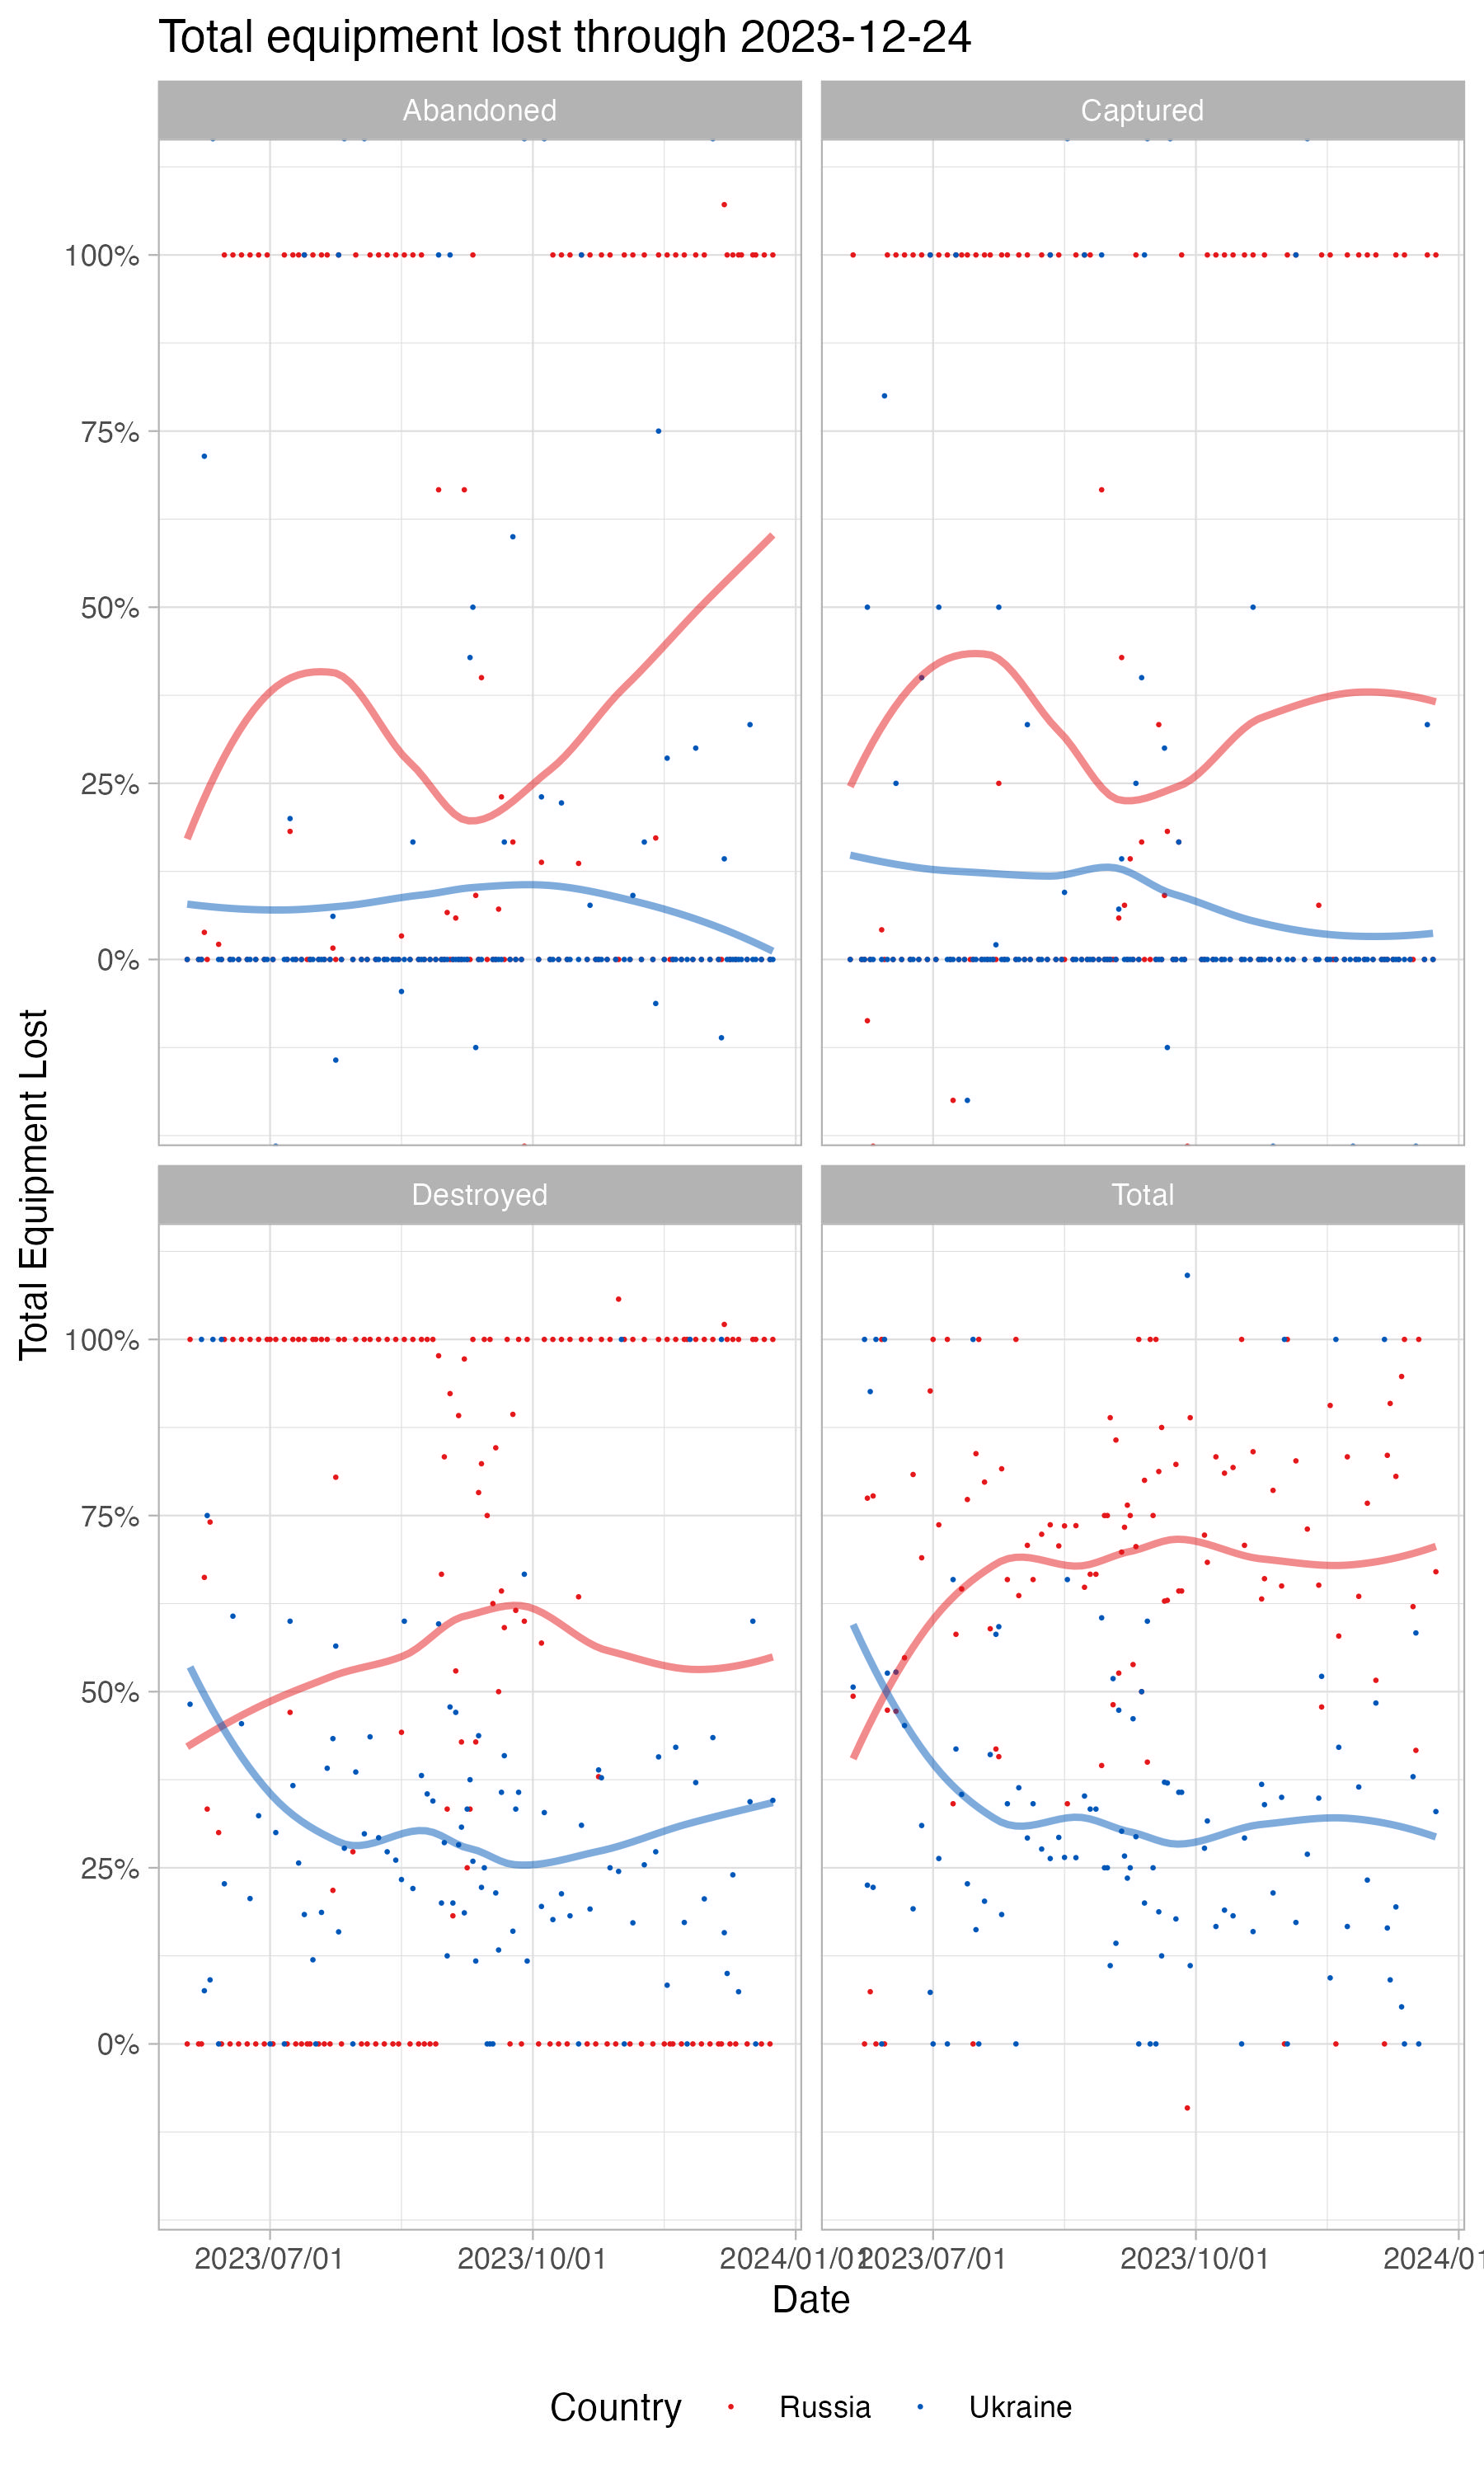 Total equipment lost through 2023-12-24
Abandoned
Captured
100%
75%
50%
25%
0%
Total Equipment Lost
Destroyed
Total
100%
75%
50%
25%
0%
2023/07/01
2023/10/01
2024/01/01
2023/07/01
2023/10/01
2024/01
Date
Country
Russia
Ukraine